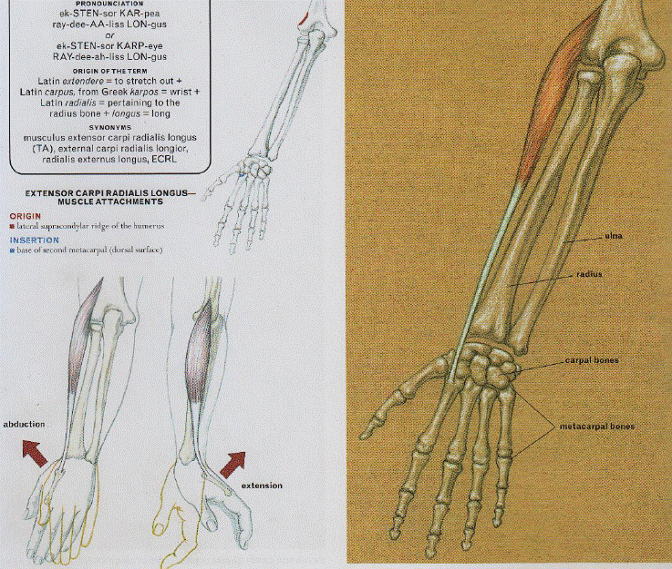 PRONOUNCIATION
ek-STEN-sor KAR-pea
ray-dee-AA-liss LON-gus
or
ek-STEN-sor KARP-eye
RAY-dee-ah-liss LON-gus
ORIGIN OF THE TERM
Latin extendere = to stretch out +
Latin carpus, from Greek karpos = wrist +
Latin radialis = pertaining to the
radius bone + longus = long
SYNONYMS
musculus extensor carpi radialis longus
(TA), external carpi radialis longior,
radialis externus longus, ECRL
EXTENSOR CARPI RADIALIS LONGUS—
MUSCLE ATTACHMENTS
ORIGIN
lateral supracondylar ridge of the humerus
INSERTION
base of second metacarpal (dorsal surface)
abduction
extension
ulna
radius
carpal bones
metacarpal bones